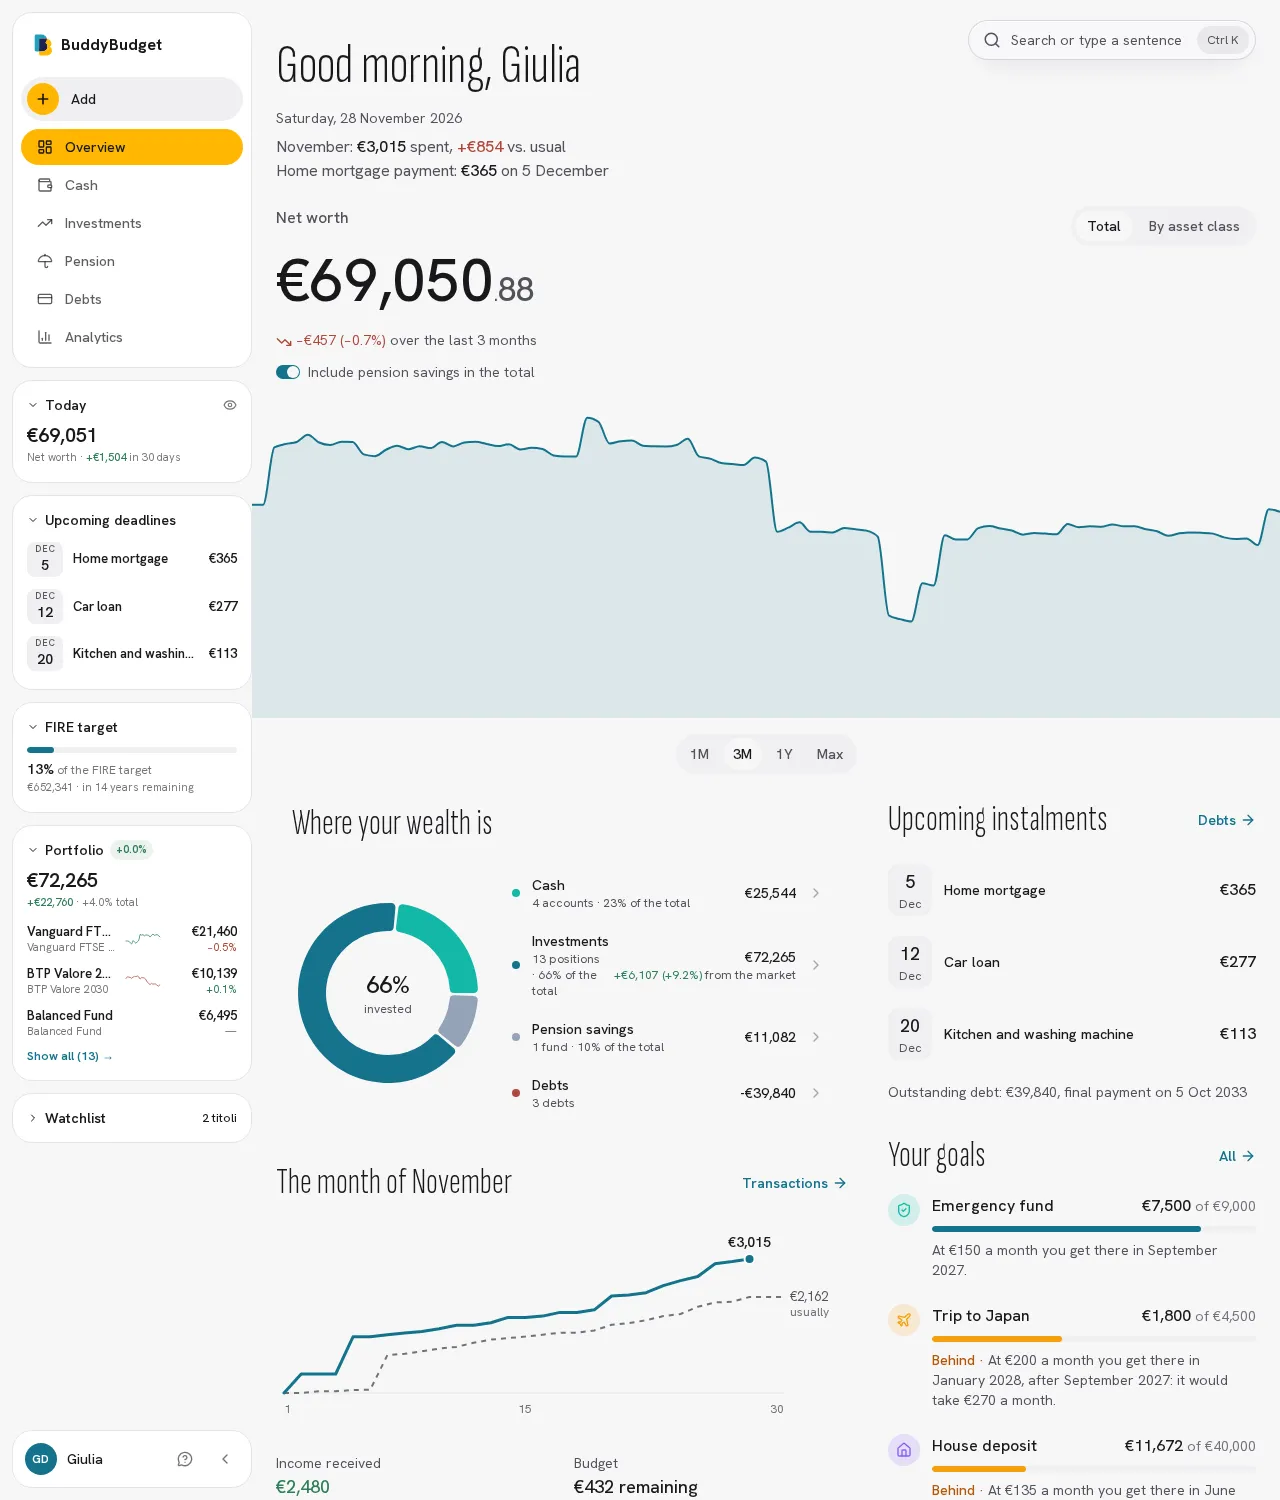 BuddyBudget
Add
Overview
Cash
Investments
Pension
Debts
Analytics
Today
€69,051
Net worth · +€1,504 in 30 days
Upcoming deadlines
DEC
5
Home mortgage
€365
DEC
12
Car loan
€277
DEC
20
Kitchen and washin...
€113
FIRE target
13% of the FIRE target
€652,341 · in 14 years remaining
Portfolio
+0.0%
€72,265
+€22,760 · +4.0% total
Vanguard FT...
€21,460
Vanguard FTSE ...
−0.5%
BTP Valore 2...
€10,139
BTP Valore 2030
+0.1%
Balanced Fund
€6,495
Balanced Fund
—
Show all (13) →
Watchlist
2 titoli
GD
Giulia
Good morning, Giulia
Search or type a sentence
Ctrl K
Saturday, 28 November 2026
November: €3,015 spent, +€854 vs. usual
Home mortgage payment: €365 on 5 December
Net worth
Total
By asset class
€69,050.88
−€457 (−0.7%) over the last 3 months
Include pension savings in the total
1M
3M
1Y
Max
Where your wealth is
66%
invested
Cash
4 accounts · 23% of the total
€25,544
Investments
13 positions
· 66% of the
total
€72,265
+€6,107 (+9.2%) from the market
Pension savings
1 fund · 10% of the total
€11,082
Debts
3 debts
-€39,840
The month of November
Transactions →
€3,015
€2,162
usually
1
15
30
Income received
€2,480
Budget
€432 remaining
Upcoming instalments
Debts →
5
Dec
Home mortgage
€365
12
Dec
Car loan
€277
20
Dec
Kitchen and washing machine
€113
Outstanding debt: €39,840, final payment on 5 Oct 2033
Your goals
All →
Emergency fund
€7,500 of €9,000
At €150 a month you get there in September
2027.
Trip to Japan
€1,800 of €4,500
Behind · At €200 a month you get there in
January 2028, after September 2027: it would
take €270 a month.
House deposit
€11,672 of €40,000
Behind · At €135 a month you get there in June